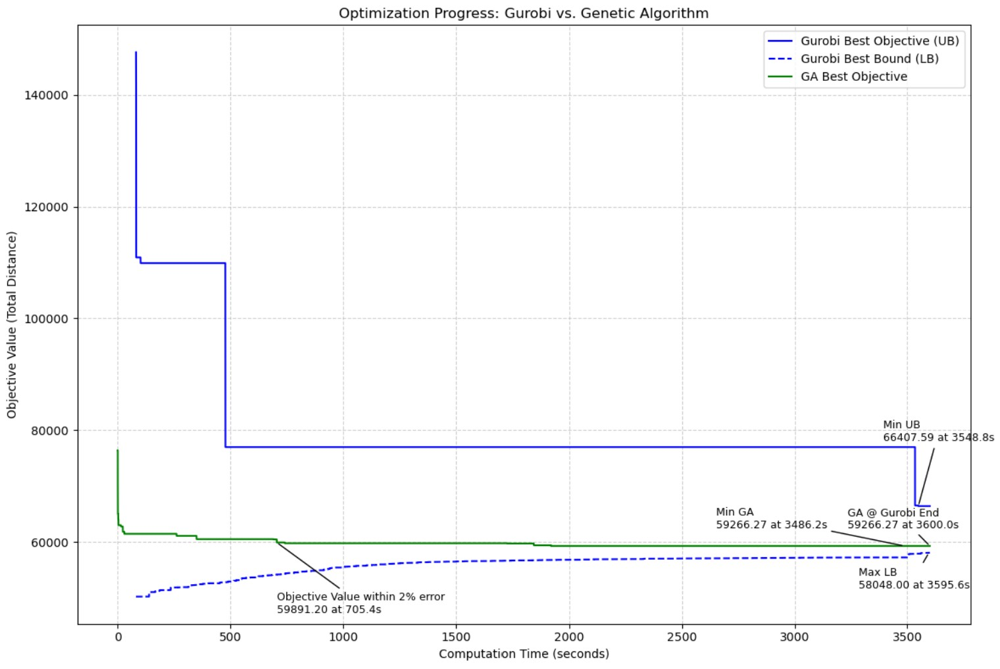 Optimization Progress: Gurobi vs. Genetic Algorithm
Gurobi Best Objective (UB)
Gurobi Best Bound (LB)
GA Best Objective
Objective Value (Total Distance)
140000
120000
100000
80000
60000
Min UB
66407.59 at 3548.8s
Min GA
59266.27 at 3486.2s
GA @ Gurobi End
59266.27 at 3600.0s
Max LB
58048.00 at 3595.6s
Objective Value within 2% error
59891.20 at 705.4s
0
500
1000
1500
2000
2500
3000
3500
Computation Time (seconds)